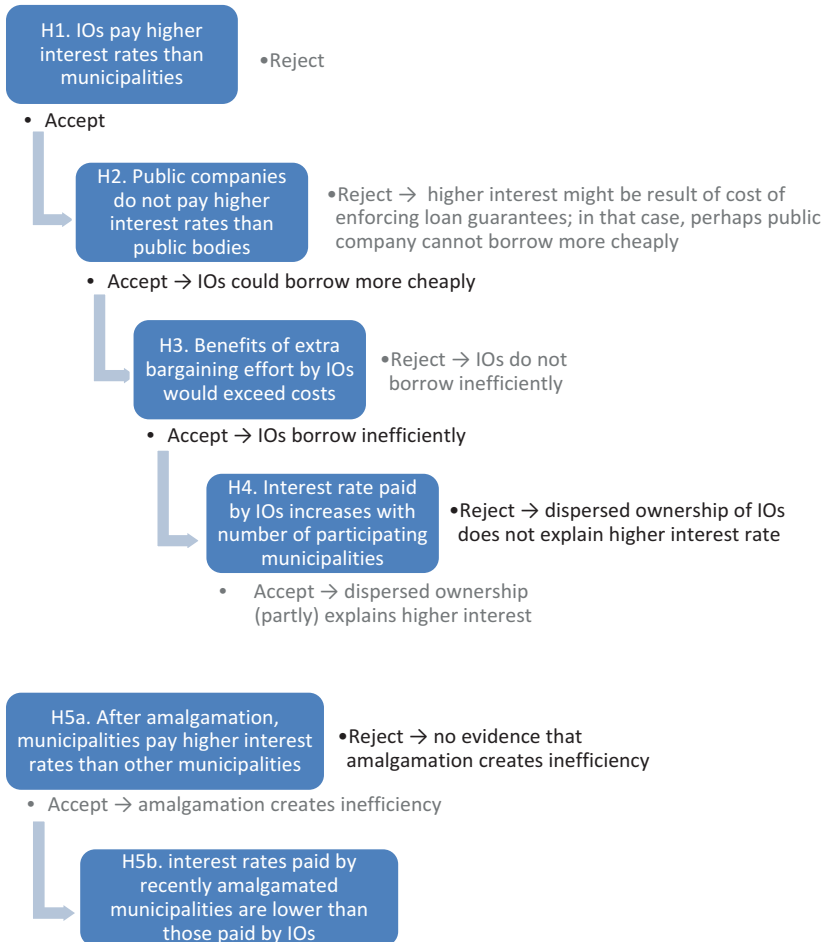 H1. IOs pay higher
interest rates than
municipalities
•Reject
• Accept
H2. Public companies
do not pay higher
interest rates than
public bodies
•Reject → higher interest might be result of cost of
enforcing loan guarantees; in that case, perhaps public
company cannot borrow more cheaply
• Accept → IOs could borrow more cheaply
H3. Benefits of extra
bargaining effort by IOs
would exceed costs
•Reject → IOs do not
borrow inefficiently
• Accept → IOs borrow inefficiently
H4. Interest rate paid
by IOs increases with
number of participating
municipalities
•Reject → dispersed ownership of IOs
does not explain higher interest rate
• Accept → dispersed ownership
(partly) explains higher interest
H5a. After amalgamation,
municipalities pay higher interest
rates than other municipalities
•Reject → no evidence that
amalgamation creates inefficiency
• Accept → amalgamation creates inefficiency
H5b. interest rates paid by
recently amalgamated
municipalities are lower than
those paid by IOs